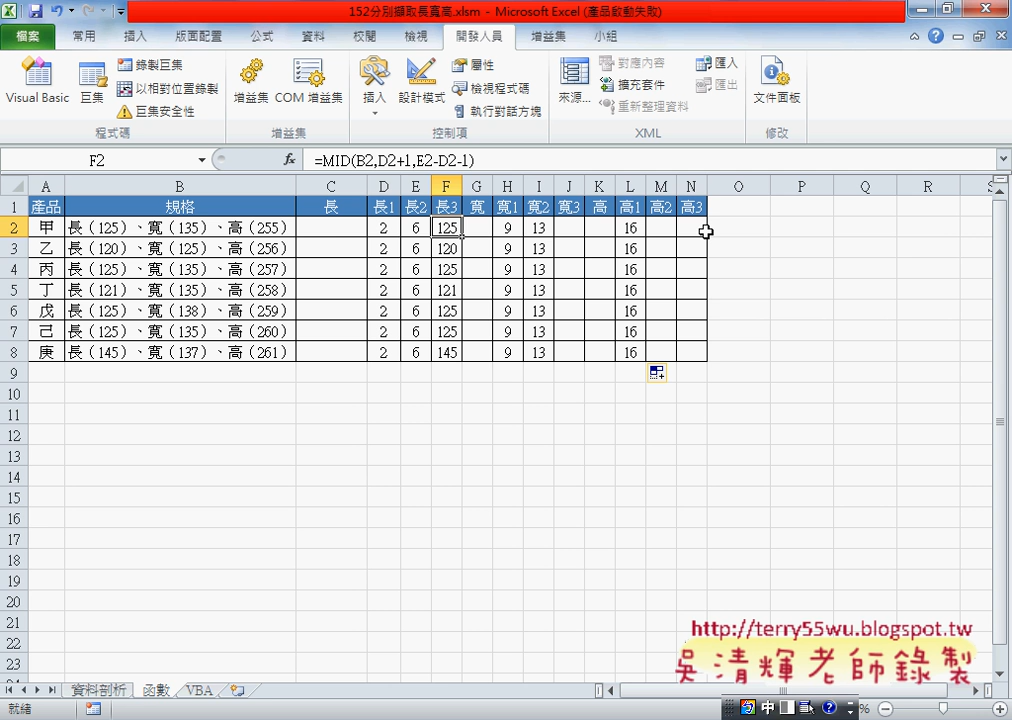 152分別擷取長寬高.xlsm - Microsoft Excel (產品啟動失敗)
檔案 常用 插入 版面配置 公式 資料 校閱 檢視 開發人員 增益集 小組
Visual Basic 巨集 錄製巨集 以相對位置錄製 巨集安全性 增益集 COM 增益集 插入 設計模式 屬性 檢視程式碼 執行對話方塊 來源... 對應內容 擴充套件 重新整理資料 匯入 匯出 文件面板
程式碼 增益集 控制項 XML 修改
F2 fx =MID(B2,D2+1,E2-D2-1)
A B C D E F G H I J K L M N O P Q R S
1 產品 規格 長 長1 長2 長3 寬 寬1 寬2 寬3 高 高1 高2 高3
2 甲 長（125）、寬（135）、高（255） 2 6 125 9 13 16
3 乙 長（120）、寬（125）、高（256） 2 6 120 9 13 16
4 丙 長（125）、寬（135）、高（257） 2 6 125 9 13 16
5 丁 長（121）、寬（135）、高（258） 2 6 121 9 13 16
6 戊 長（125）、寬（138）、高（259） 2 6 125 9 13 16
7 己 長（125）、寬（135）、高（260） 2 6 125 9 13 16
8 庚 長（145）、寬（137）、高（261） 2 6 145 9 13 16
9
10
11
12
13
14
15
16
17
18
19
20
21
22
23
http://terry55wu.blogspot.tw
吳清輝老師錄製
資料剖析 函數 VBA
就緒 中 %